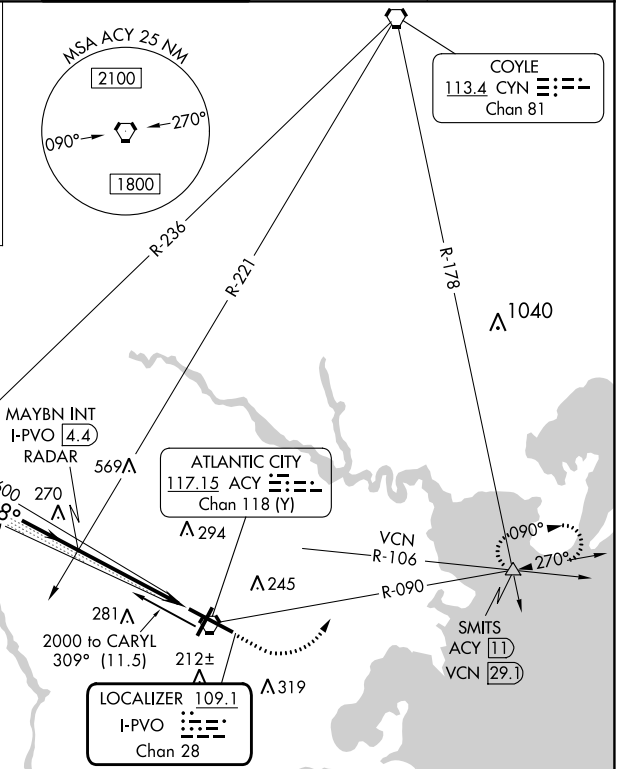 MSA ACY 25 NM
2100
090°
270°
1800
COYLE
113.4 CYN
Chan 81
R-236
R-221
R-178
1040
MAYBN INT
I-PVO 4.4
RADAR
569
270
ATLANTIC CITY
117.15 ACY
Chan 118 (Y)
294
VCN
R-106
090°
270°
245
R-090
281
2000 to CARYL
309° (11.5)
SMITS
ACY 11
VCN 29.1
212±
319
LOCALIZER 109.1
I-PVO
Chan 28